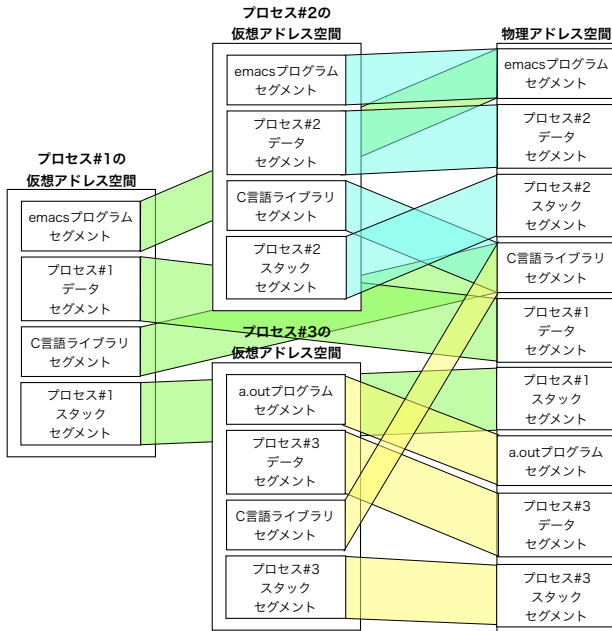 プロセス#1の
仮想アドレス空間
emacsプログラム
セグメント
プロセス#1
データ
セグメント
C言語ライブラリ
セグメント
プロセス#1
スタック
セグメント
プロセス#2の
仮想アドレス空間
emacsプログラム
セグメント
プロセス#2
データ
セグメント
C言語ライブラリ
セグメント
プロセス#2
スタック
セグメント
プロセス#3の
仮想アドレス空間
a.outプログラム
セグメント
プロセス#3
データ
セグメント
C言語ライブラリ
セグメント
プロセス#3
スタック
セグメント
物理アドレス空間
emacsプログラム
セグメント
プロセス#2
データ
セグメント
プロセス#2
スタック
セグメント
C言語ライブラリ
セグメント
プロセス#1
データ
セグメント
プロセス#1
スタック
セグメント
a.outプログラム
セグメント
プロセス#3
データ
セグメント
プロセス#3
スタック
セグメント